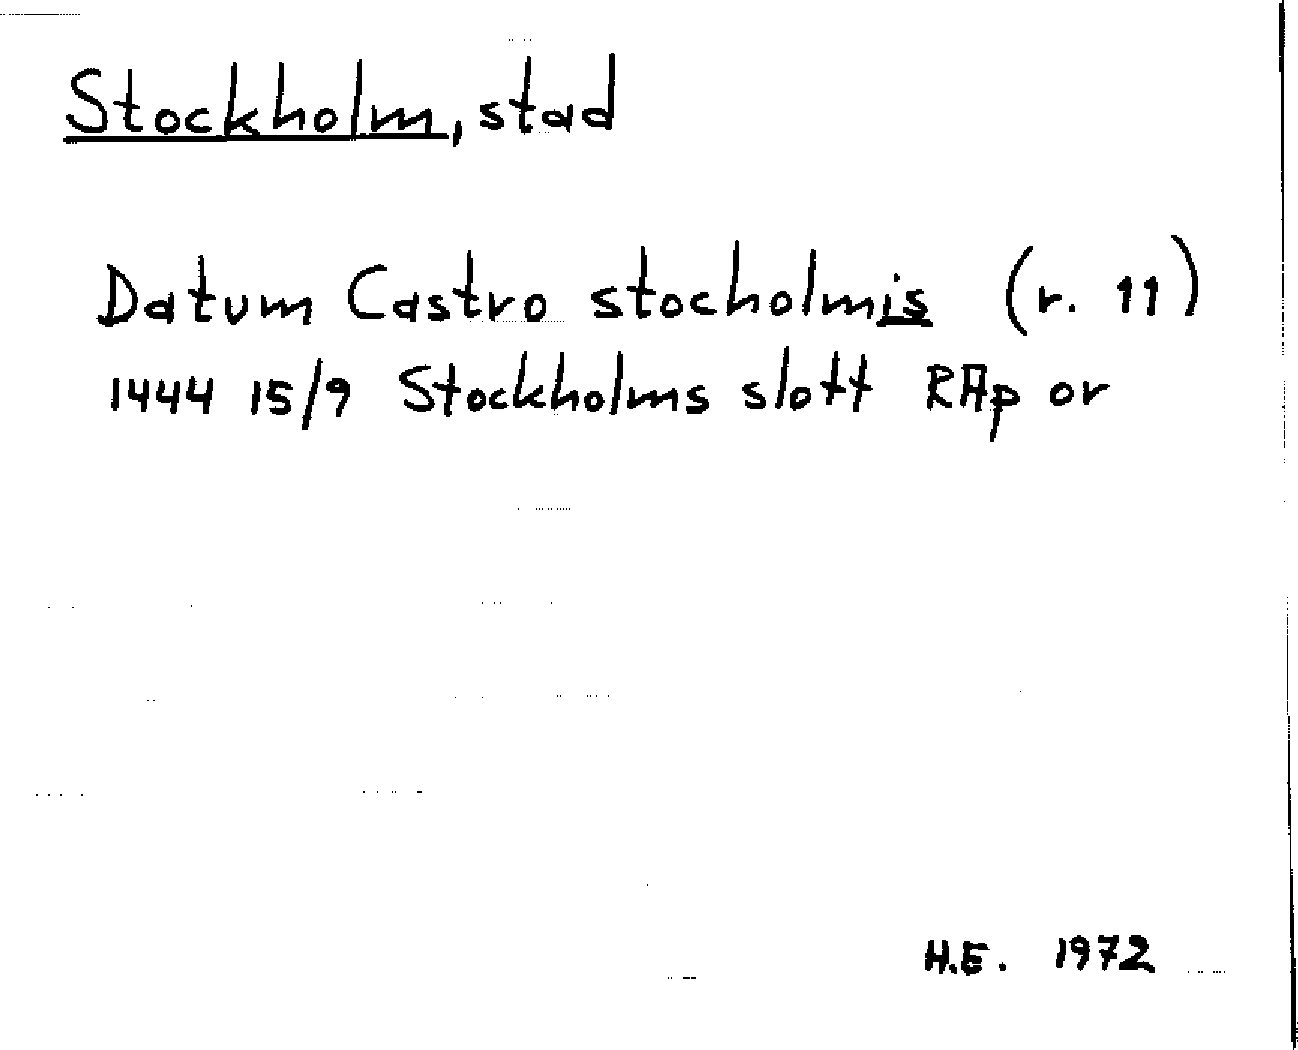 Stockholm, stad
Datum Castro stocholmis (r. 11)
1444 15/9 Stockholms slott RAp or
H.E. 1972